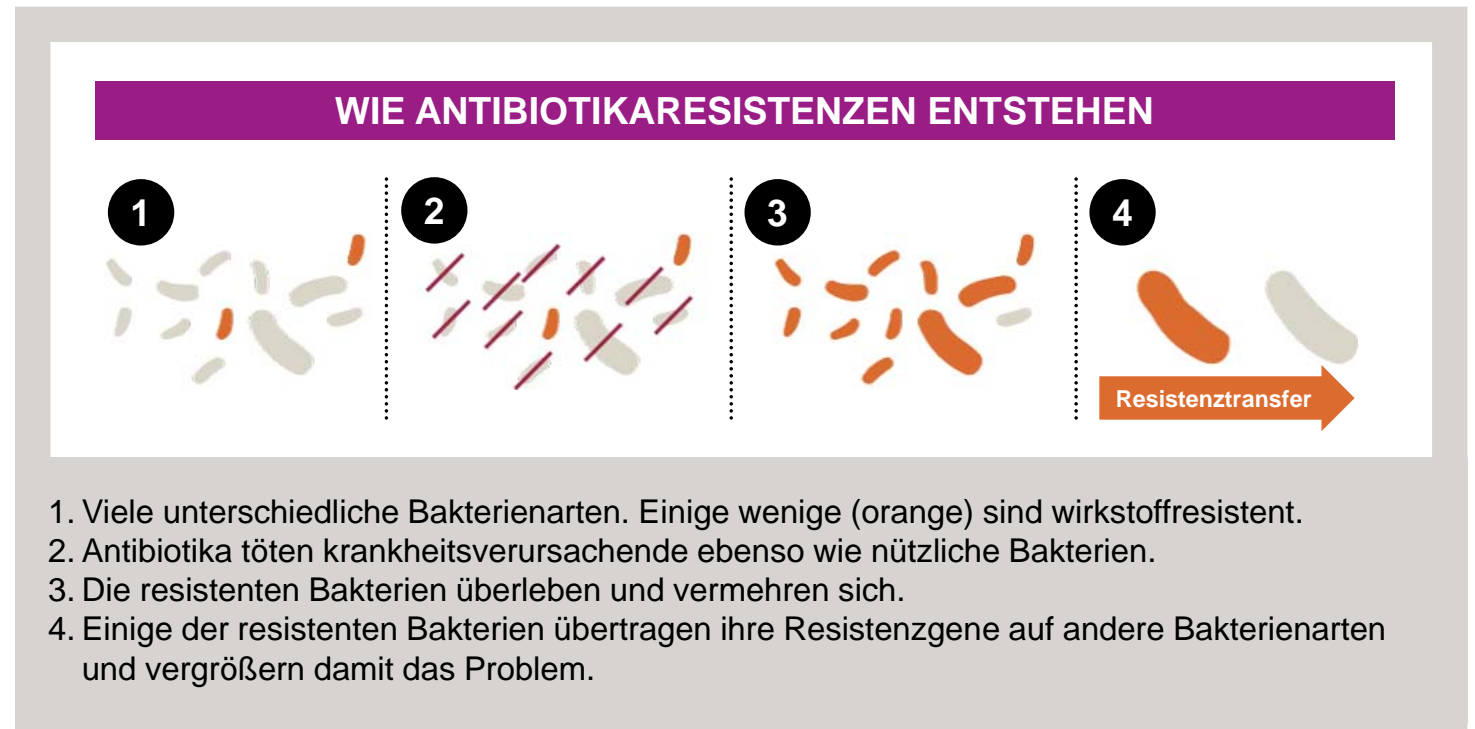 WIE ANTIBIOTIKARESISTENZEN ENTSTEHEN
1
2
3
4
Resistenztransfer
1. Viele unterschiedliche Bakterienarten. Einige wenige (orange) sind wirkstoffresistent.
2. Antibiotika töten krankheitsverursachende ebenso wie nützliche Bakterien.
3. Die resistenten Bakterien überleben und vermehren sich.
4. Einige der resistenten Bakterien übertragen ihre Resistenzgene auf andere Bakterienarten
und vergrößern damit das Problem.